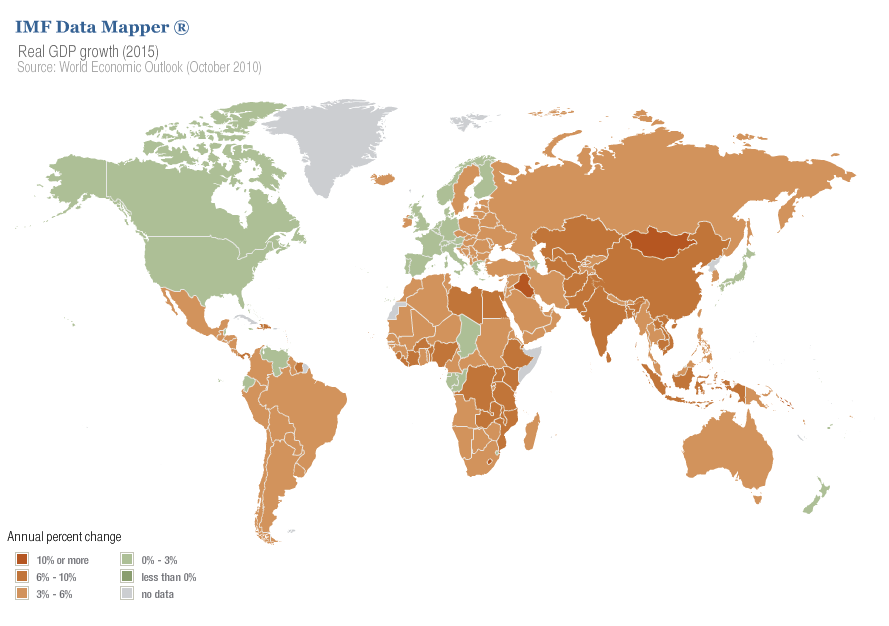 IMF Data Mapper ®
Real GDP growth (2015)
Source: World Economic Outlook (October 2010)
Annual percent change
10% or more
6% - 10%
3% - 6%
0% - 3%
less than 0%
no data